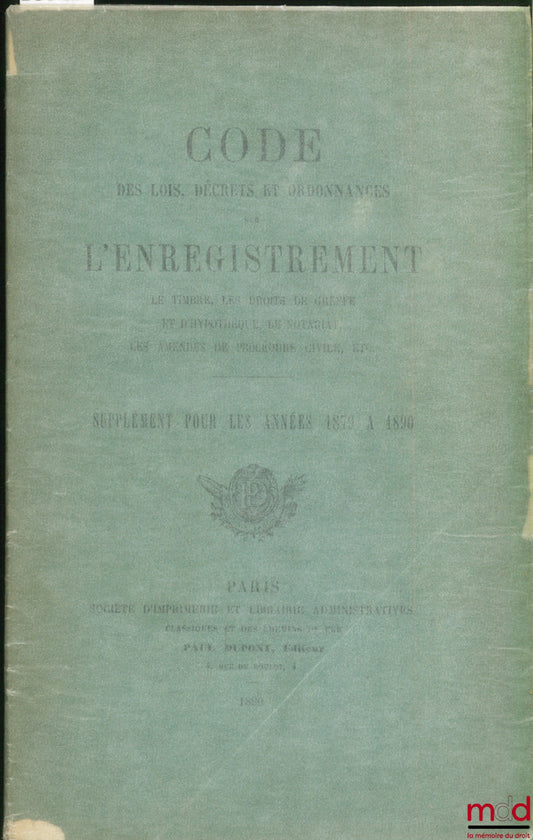 CODE
DES LOIS, DÉCRETS ET ORDONNANCES
SUR
L'ENREGISTREMENT
LE TIMBRE, LES DROITS DE GREFFE
ET D'HYPOTHÈQUE, LE NOTARIAT,
LES AMENDES DE PROCÉDURE CIVILE, ETC.
SUPPLÉMENT POUR LES ANNÉES 1879 A 1890
PARIS
SOCIÉTÉ D'IMPRIMERIE ET LIBRAIRIE ADMINISTRATIVES
CLASSIQUES ET DES CHEMINS DE FER
PAUL DUPONT, Éditeur
4, RUE DU BOULOI, 4
1890
mdd
la mémoire du droit